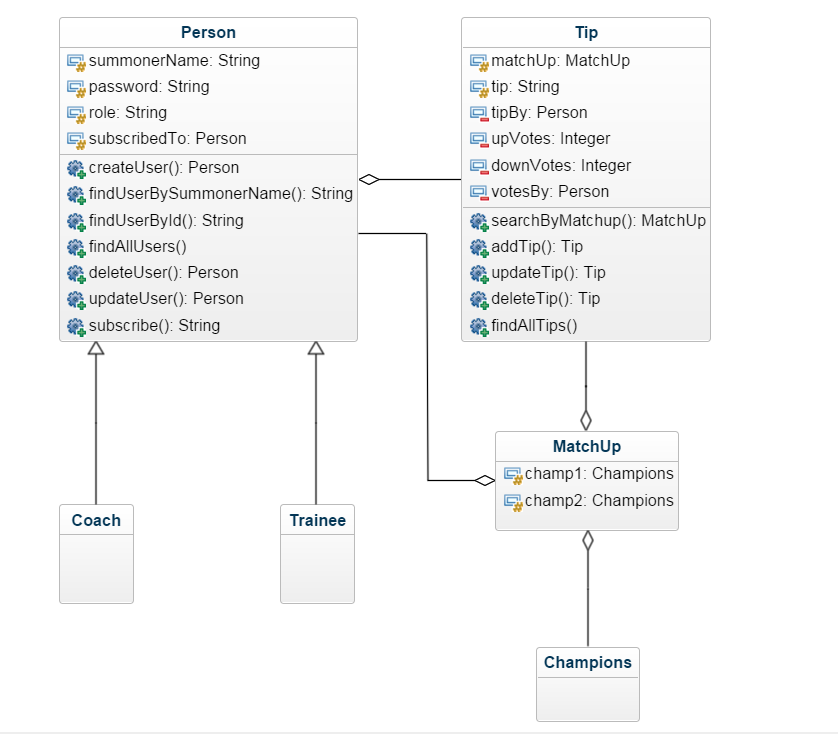 Person
summonerName: String
password: String
role: String
subscribedTo: Person
createUser(): Person
findUserBySummonerName(): String
findUserById(): String
findAllUsers()
deleteUser(): Person
updateUser(): Person
subscribe(): String
Tip
matchUp: MatchUp
tip: String
tipBy: Person
upVotes: Integer
downVotes: Integer
votesBy: Person
searchByMatchup(): MatchUp
addTip(): Tip
updateTip(): Tip
deleteTip(): Tip
findAllTips()
MatchUp
champ1: Champions
champ2: Champions
Coach
Trainee
Champions